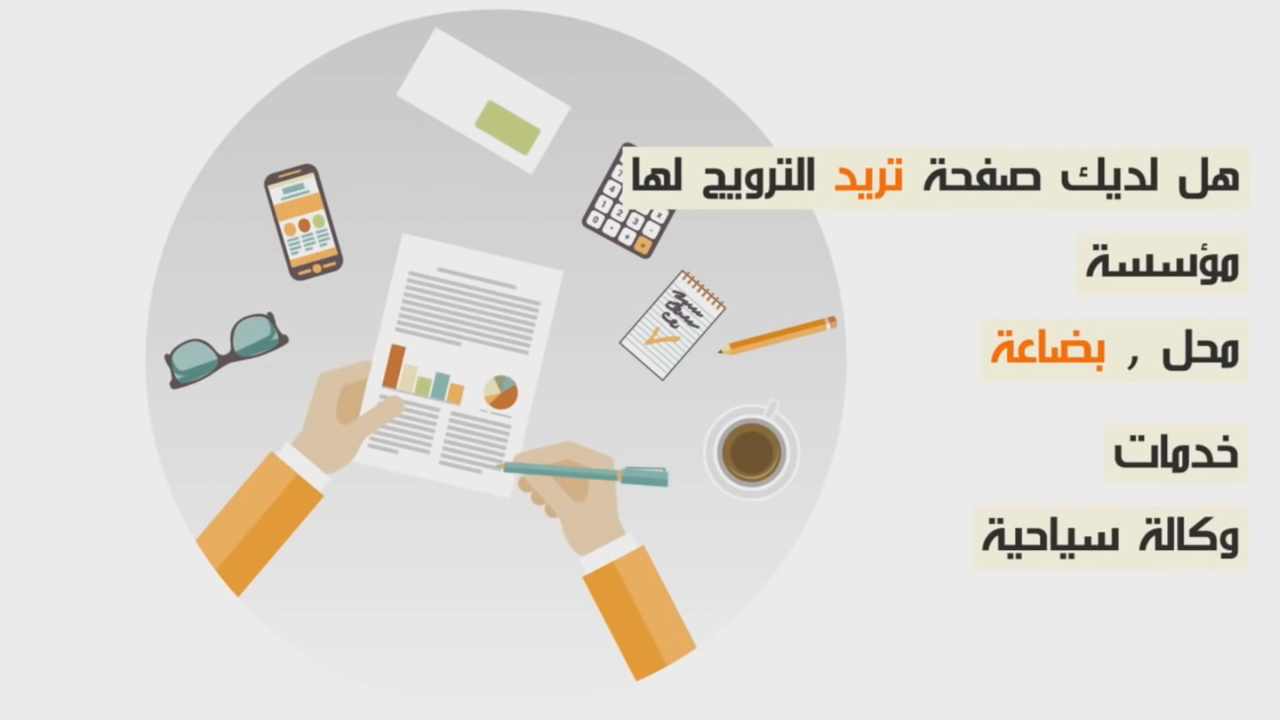 هل لديك صفحة تريد الترويج لها
مؤسسة
محل , بضاعة
خدمات
وكالة سياحية